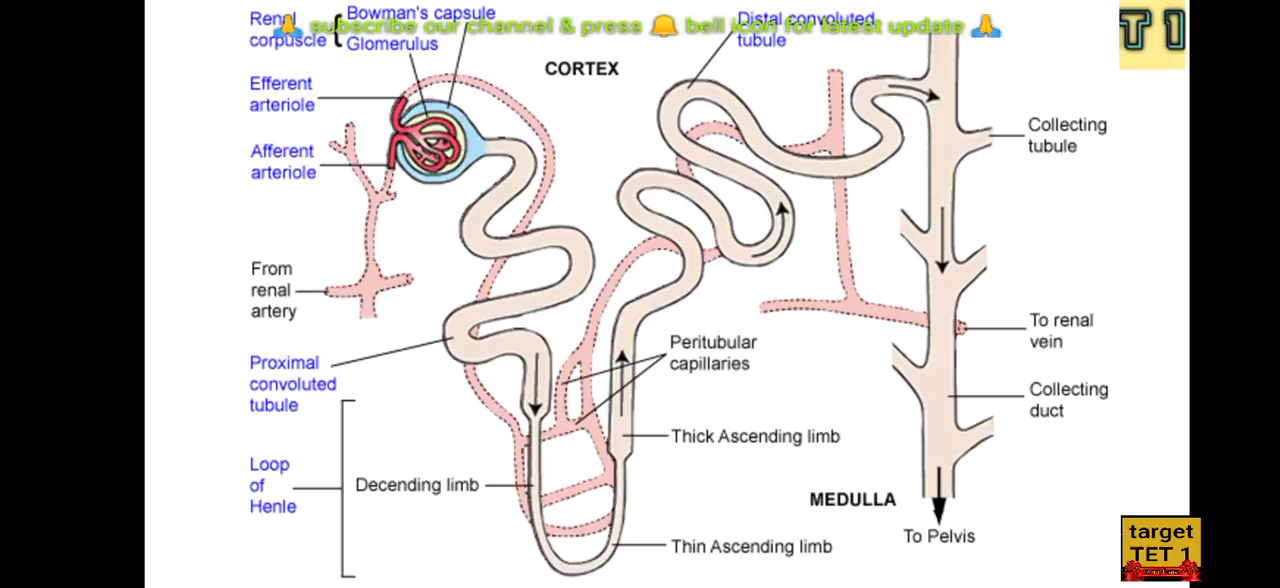 Renal
corpuscle
Bowman's capsule
Glomerulus
🙏 subscribe our channel & press 🔔 bell icon for latest update 🙏
Distal convoluted
tubule
T 1
CORTEX
Efferent
arteriole
Afferent
arteriole
Collecting
tubule
From
renal
artery
To renal
vein
Peritubular
capillaries
Proximal
convoluted
tubule
Collecting
duct
Thick Ascending limb
Loop
of
Henle
Decending limb
MEDULLA
To Pelvis
Thin Ascending limb
target
TET 1